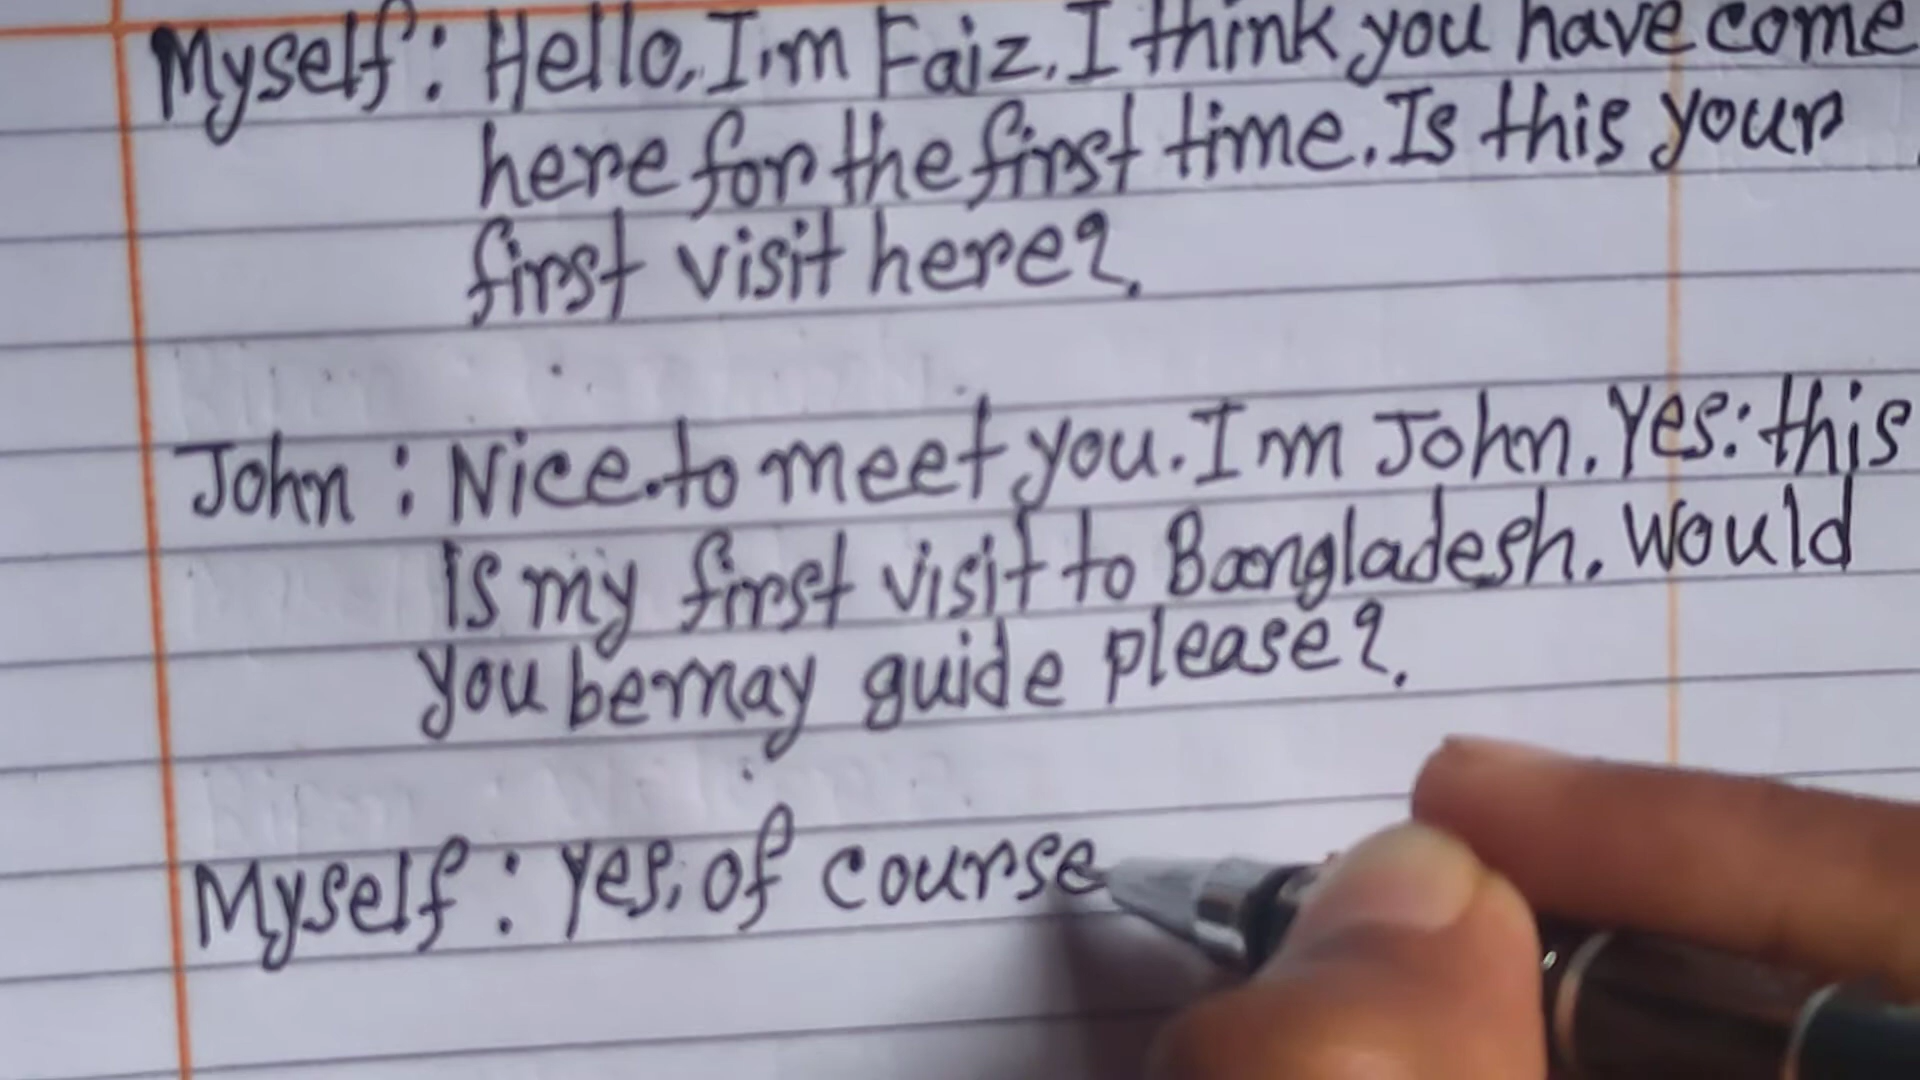 Myself: Hello, I'm Faiz. I think you have come
here for the first time. Is this your
first visit here?.
John: Nice to meet you. I'm John. Yes: this
is my first visit to Bangladesh. Would
you be may guide please?.
Myself: Yes, of course